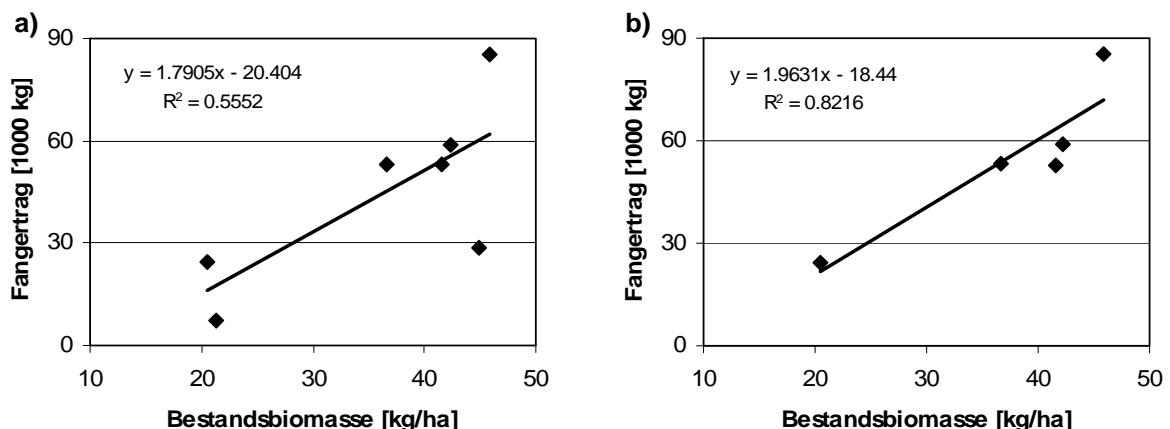 a)
Fangertrag [1000 kg]
90
60
30
0
y = 1.7905x - 20.404
R² = 0.5552
10 20 30 40 50
Bestandsbiomasse [kg/ha]
b)
Fangertrag [1000 kg]
90
60
30
0
y = 1.9631x - 18.44
R² = 0.8216
10 20 30 40 50
Bestandsbiomasse [kg/ha]